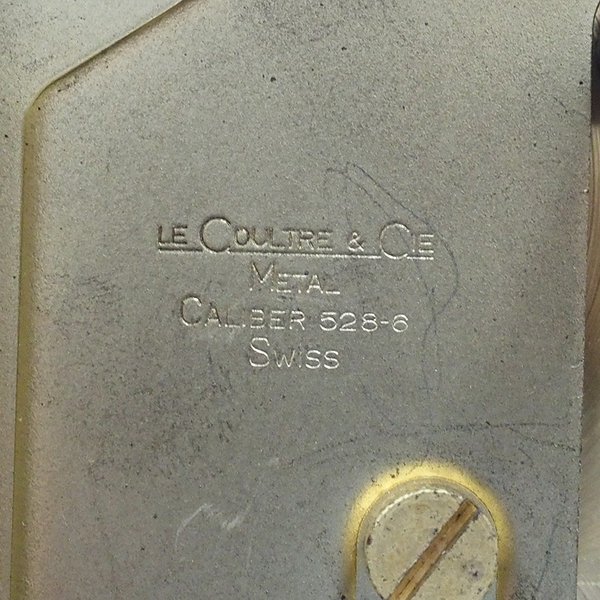 LE COULTRE & CIE
METAL
CALIBER 528-6
SWISS